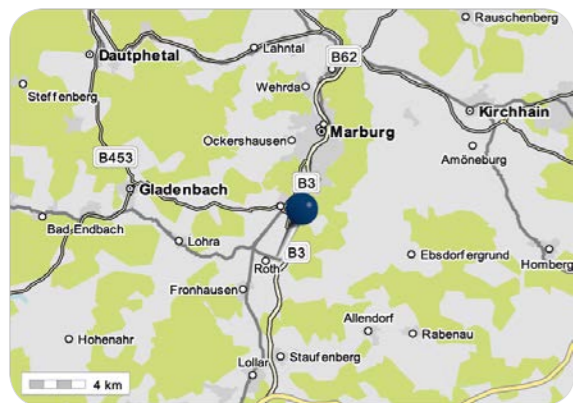 Rauschenberg
Lahntal
Dautphetal
B62
Wehrda
Steffenberg
Kirchhain
Marburg
Ockershausen
Amöneburg
B453
B3
Gladenbach
Bad Endbach
Lohra
B3
Ebsdorfergrund
Homberg
Roth
Fronhausen
Allendorf
Hohenahr
Rabenau
Staufenberg
Lollar
4 km